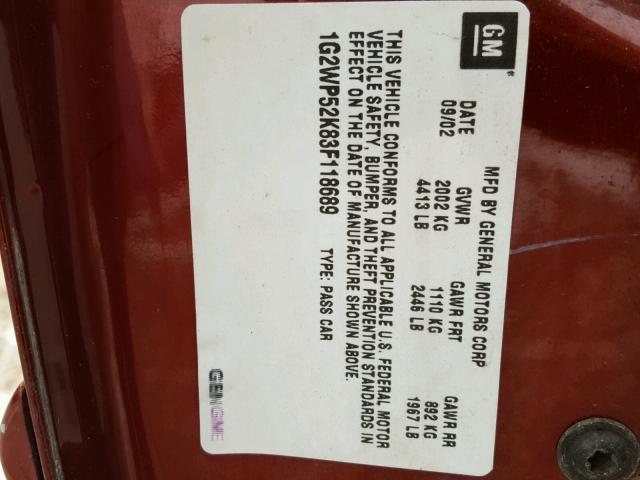 GM
MFD BY GENERAL MOTORS CORP
DATE GVWR GAWR FRT GAWR RR
09/02 2002 KG 1110 KG 892 KG
4413 LB 2446 LB 1967 LB
THIS VEHICLE CONFORMS TO ALL APPLICABLE U.S. FEDERAL MOTOR
VEHICLE SAFETY, BUMPER, AND THEFT PREVENTION STANDARDS IN
EFFECT ON THE DATE OF MANUFACTURE SHOWN ABOVE.
1G2WP52K83F118689 TYPE: PASS CAR